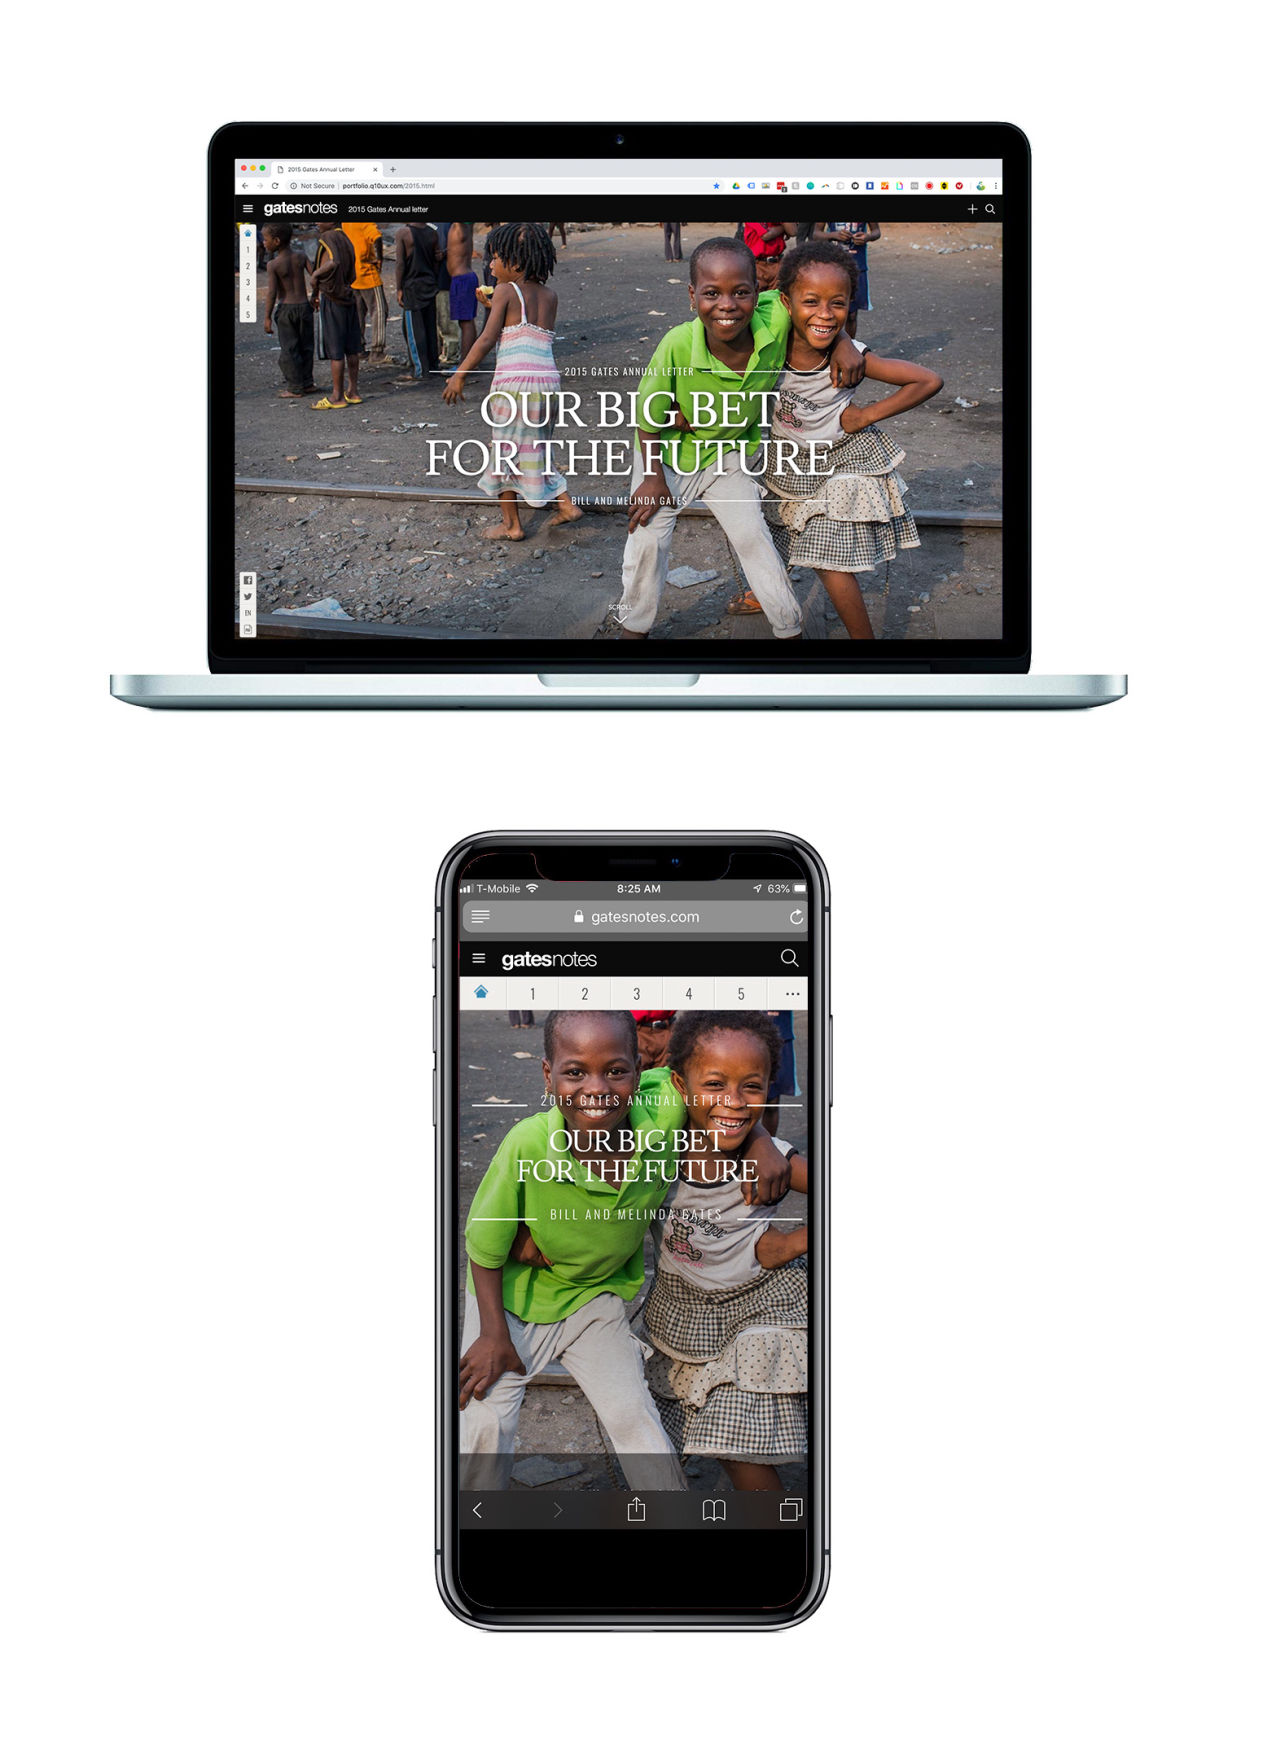 2015 Gates Annual Letter
Not Secure | portfolio.q10ux.com/2015.html
gatesnotes 2015 Gates Annual letter
1
2
3
4
5
2015 GATES ANNUAL LETTER
OUR BIG BET
FOR THE FUTURE
BILL AND MELINDA GATES
EN
SCROLL
T-Mobile 8:25 AM 63%
gatesnotes.com
gatesnotes
1 2 3 4 5 ...
2015 GATES ANNUAL LETTER
OUR BIG BET
FOR THE FUTURE
BILL AND MELINDA GATES